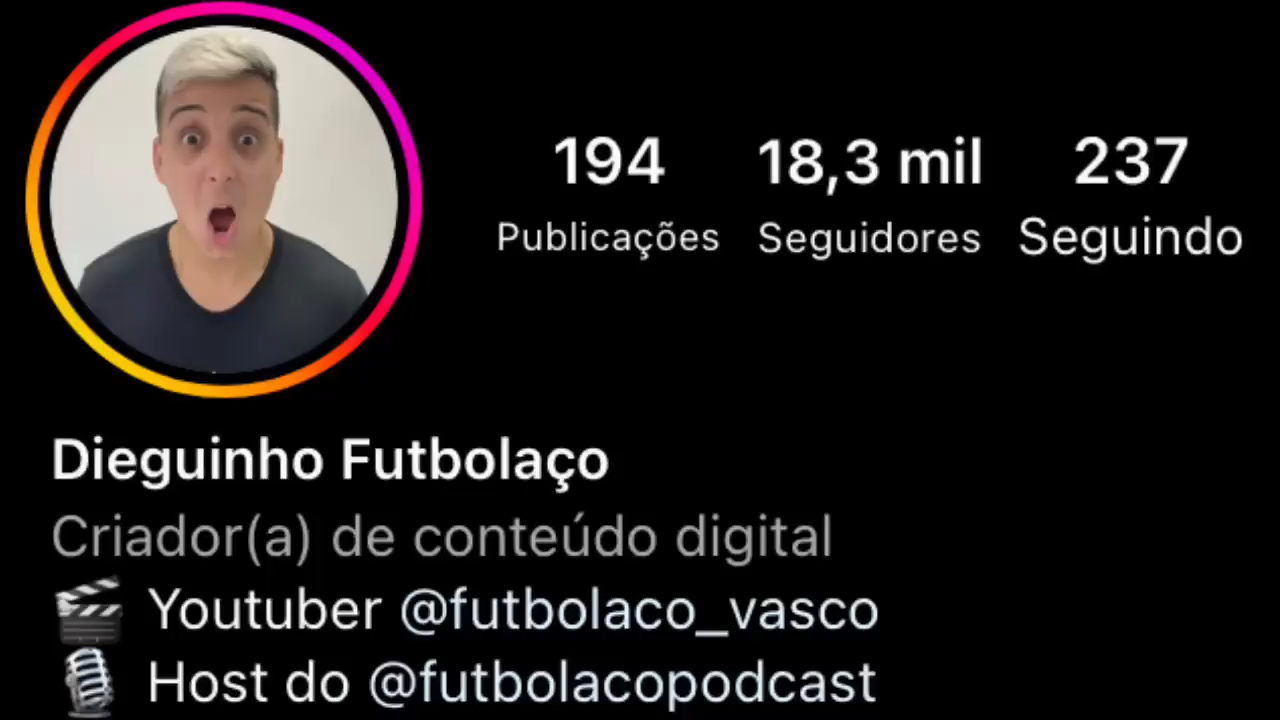 194 18,3 mil 237
Publicações Seguidores Seguindo
Dieguinho Futbolaço
Criador(a) de conteúdo digital
Youtuber @futbolaco_vasco
Host do @futbolacopodcast